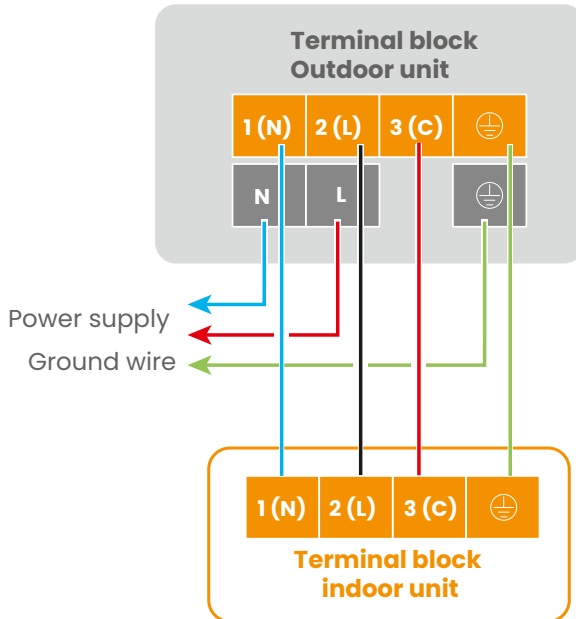 Terminal block
Outdoor unit
1 (N) 2 (L) 3 (C)
N L
Power supply
Ground wire
1 (N) 2 (L) 3 (C)
Terminal block
indoor unit